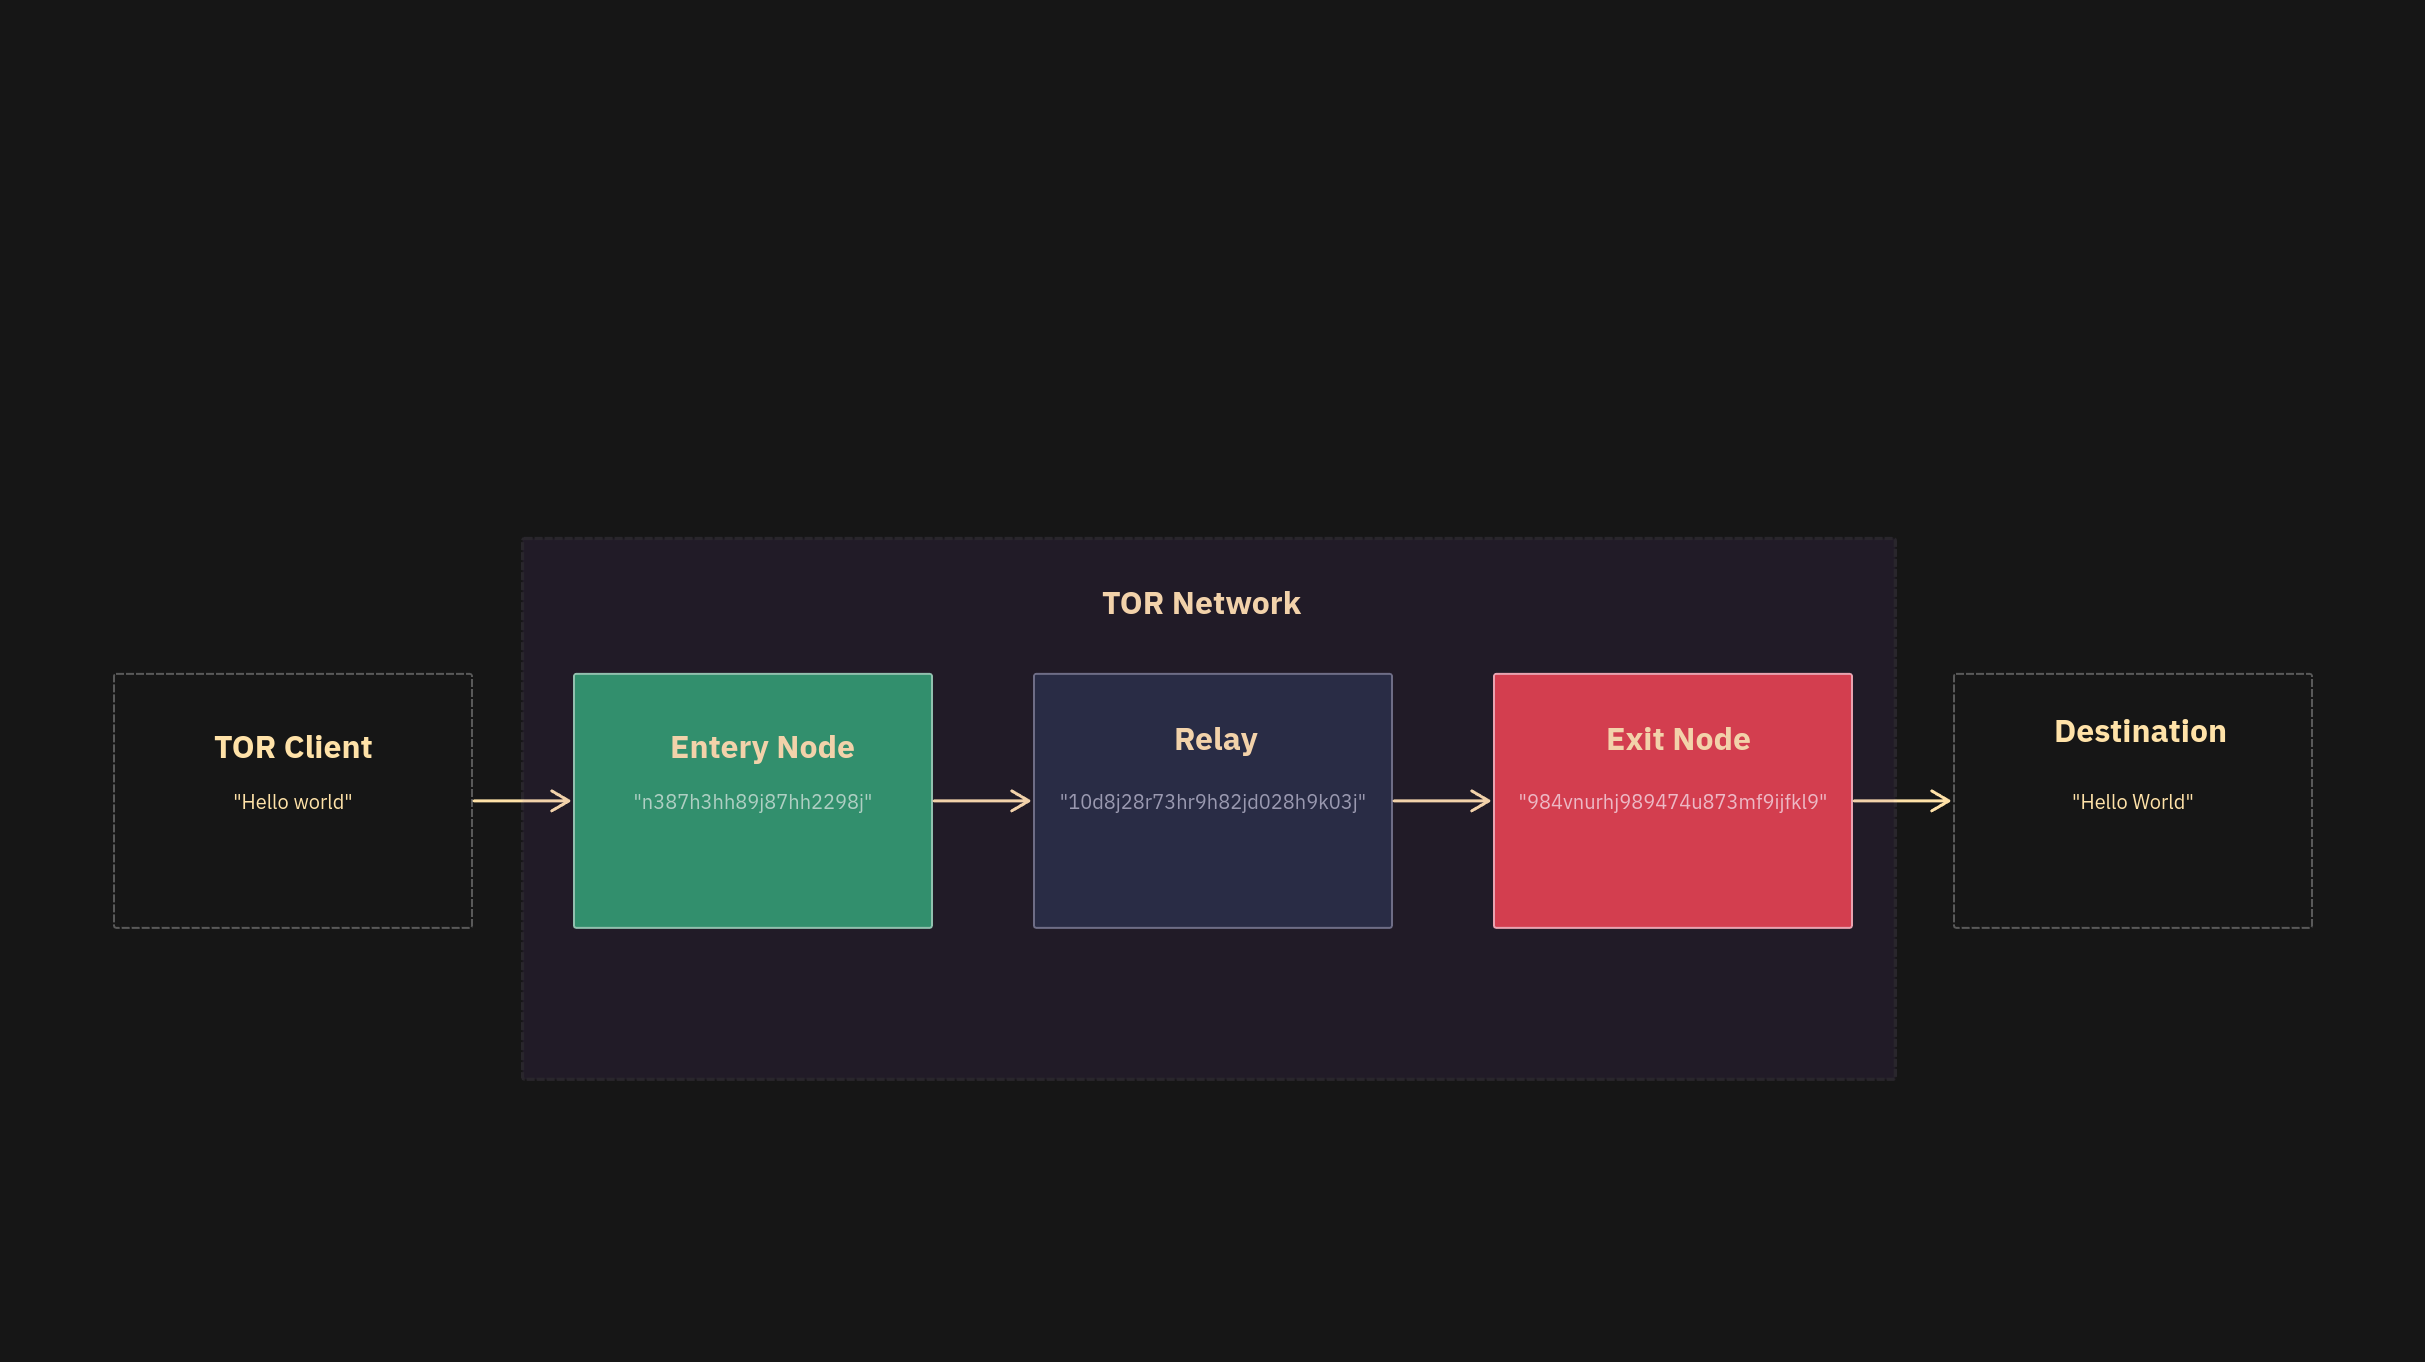 TOR Network
TOR Client
"Hello world"
Entery Node
"n387h3hh89j87hh2298j"
Relay
"10d8j28r73hr9h82jd028h9k03j"
Exit Node
"984vnurhj989474u873mf9ijfkl9"
Destination
"Hello World"